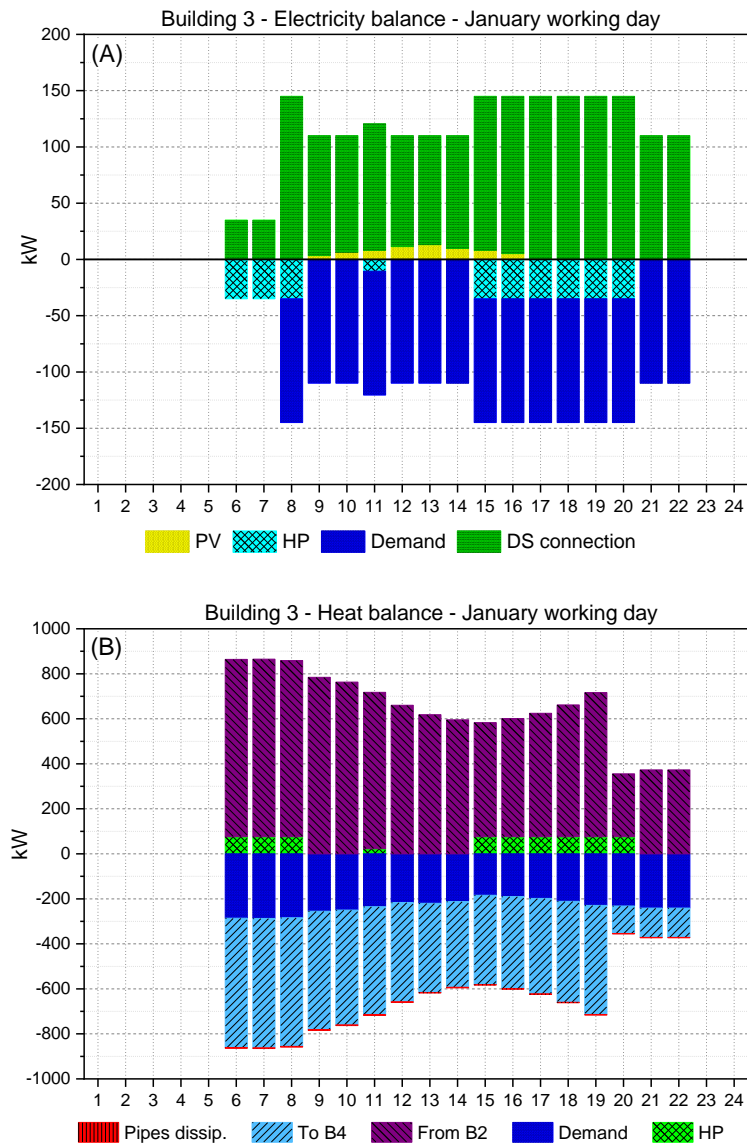 Building 3 - Electricity balance - January working day
(A)
200
150
100
50
0
-50
-100
-150
-200
kW
1 2 3 4 5 6 7 8 9 10 11 12 13 14 15 16 17 18 19 20 21 22 23 24
PV HP Demand DS connection
Building 3 - Heat balance - January working day
(B)
1000
800
600
400
200
0
-200
-400
-600
-800
-1000
kW
1 2 3 4 5 6 7 8 9 10 11 12 13 14 15 16 17 18 19 20 21 22 23 24
Pipes dissip. To B4 From B2 Demand HP